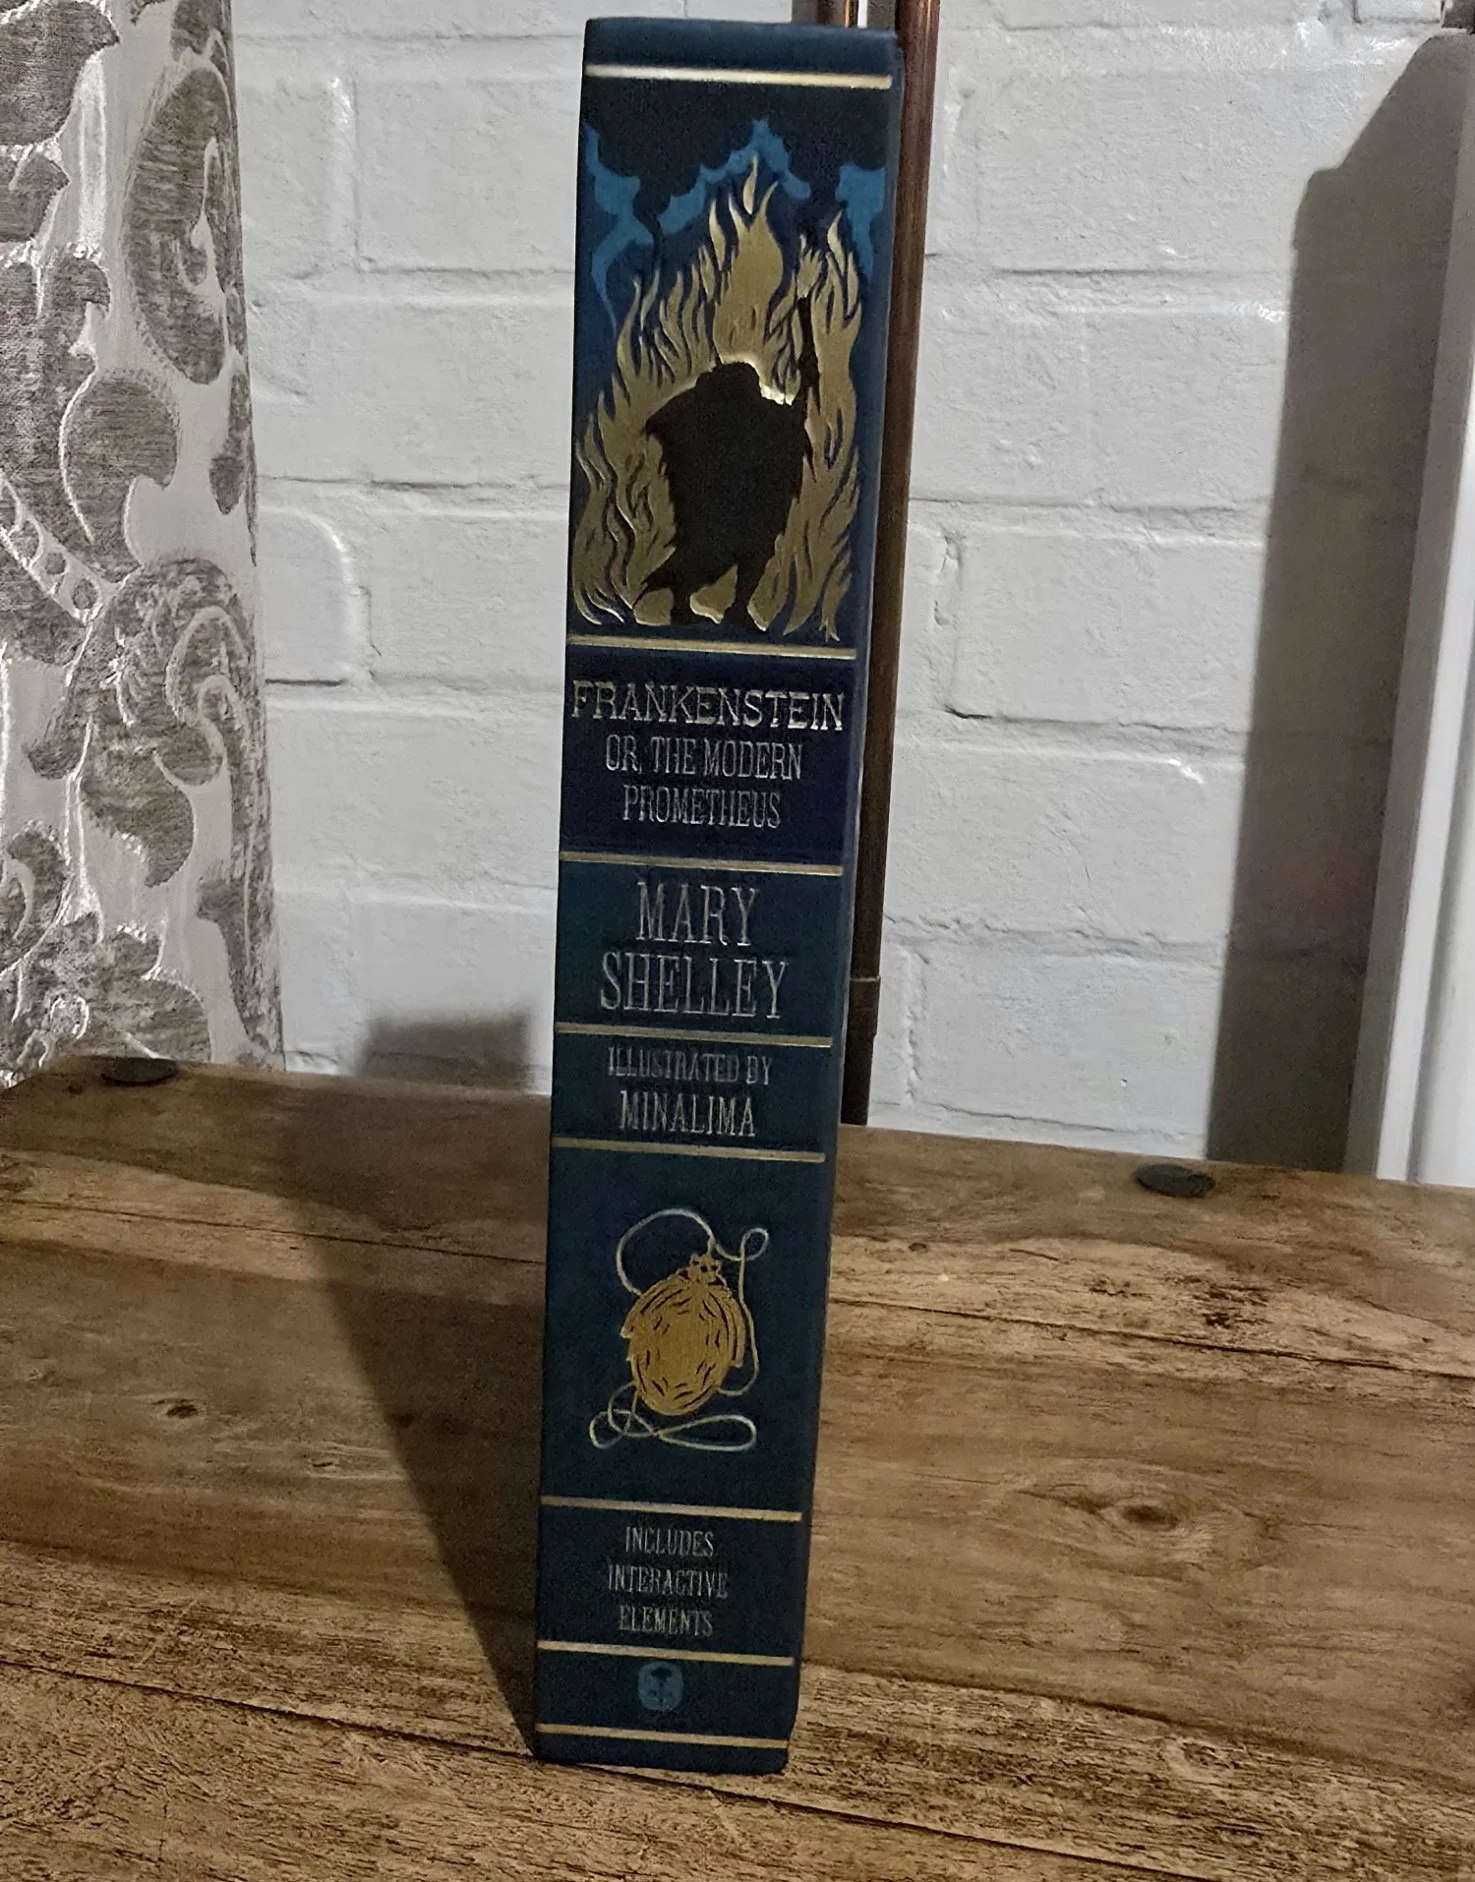 FRANKENSTEIN
OR, THE MODERN
PROMETHEUS
MARY
SHELLEY
ILLUSTRATED BY
MINALIMA
INCLUDES
INTERACTIVE
ELEMENTS